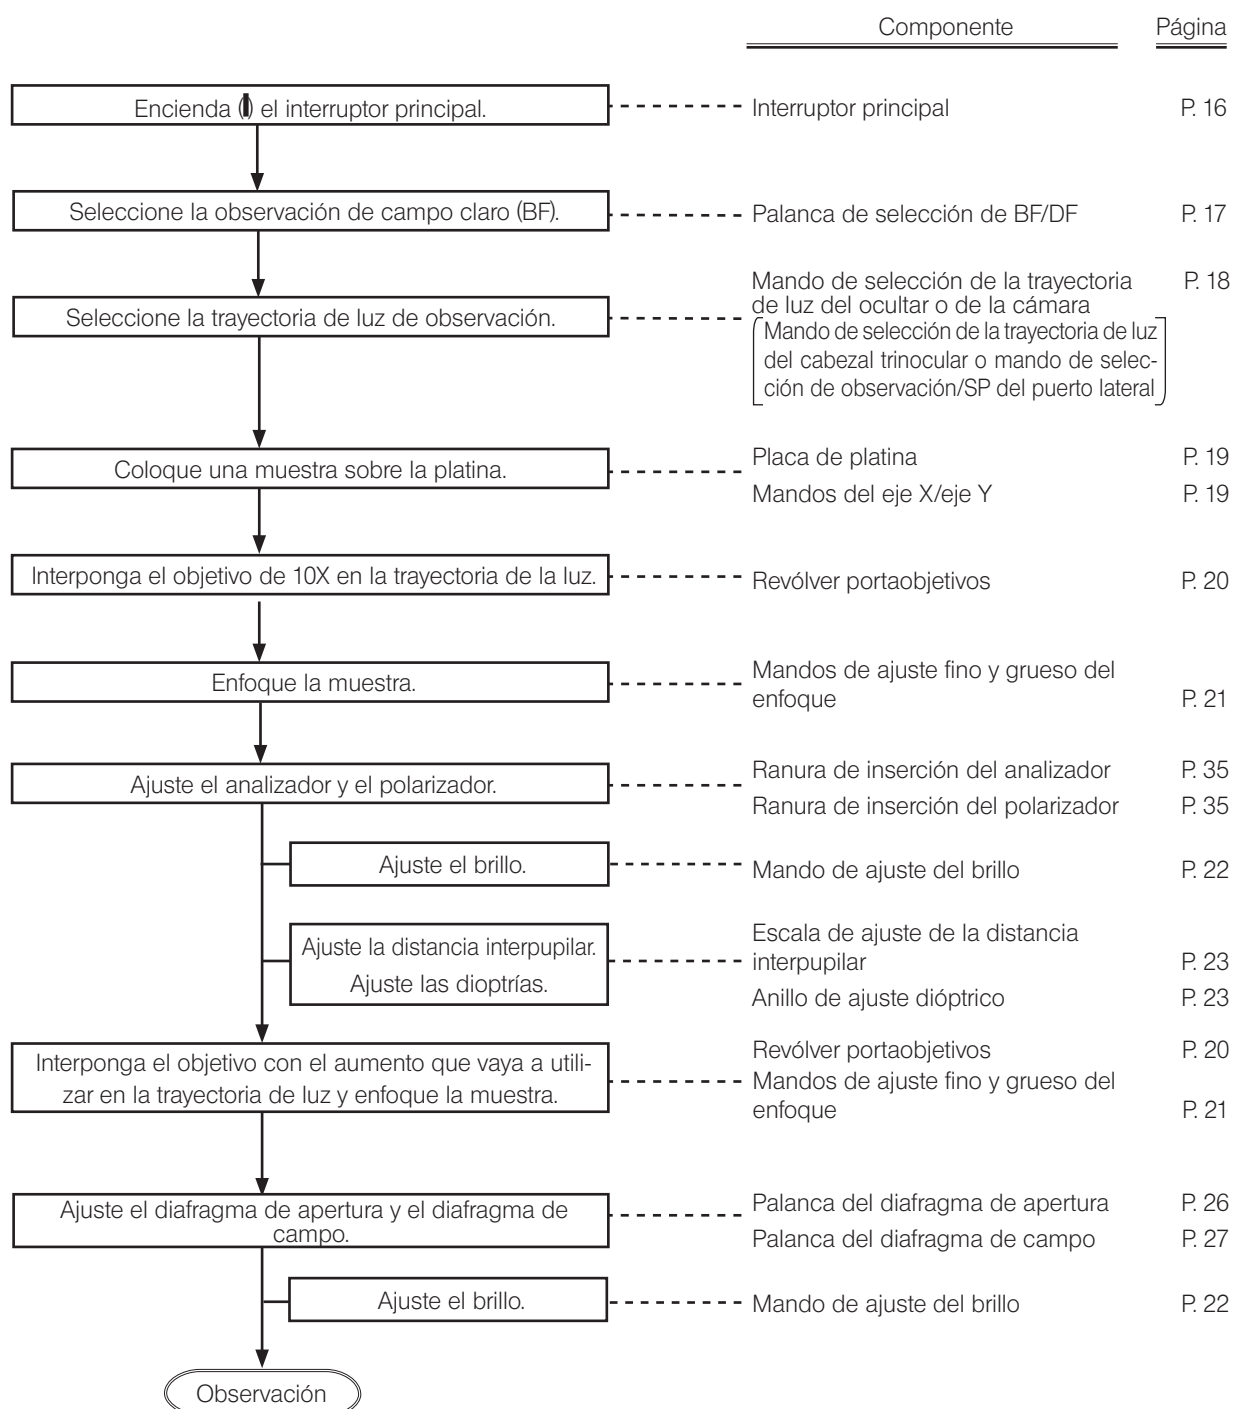 Componente Página
Encienda (I) el interruptor principal. Interruptor principal P. 16
Seleccione la observación de campo claro (BF). Palanca de selección de BF/DF P. 17
Seleccione la trayectoria de luz de observación.
Mando de selección de la trayectoria P. 18
de luz del ocultar o de la cámara
Mando de selección de la trayectoria de luz
del cabezal trinocular o mando de selec-
ción de observación/SP del puerto lateral
Coloque una muestra sobre la platina.
Placa de platina P. 19
Mandos del eje X/eje Y P. 19
Interponga el objetivo de 10X en la trayectoria de la luz. Revólver portaobjetivos P. 20
Enfoque la muestra.
Mandos de ajuste fino y grueso del
enfoque P. 21
Ajuste el analizador y el polarizador.
Ranura de inserción del analizador P. 35
Ranura de inserción del polarizador P. 35
Ajuste el brillo. Mando de ajuste del brillo P. 22
Ajuste la distancia interpupilar.
Ajuste las dioptrías.
Escala de ajuste de la distancia
interpupilar P. 23
Anillo de ajuste dióptrico P. 23
Interponga el objetivo con el aumento que vaya a utili-
zar en la trayectoria de luz y enfoque la muestra.
Revólver portaobjetivos P. 20
Mandos de ajuste fino y grueso del
enfoque P. 21
Ajuste el diafragma de apertura y el diafragma de
campo.
Palanca del diafragma de apertura P. 26
Palanca del diafragma de campo P. 27
Ajuste el brillo. Mando de ajuste del brillo P. 22
Observación